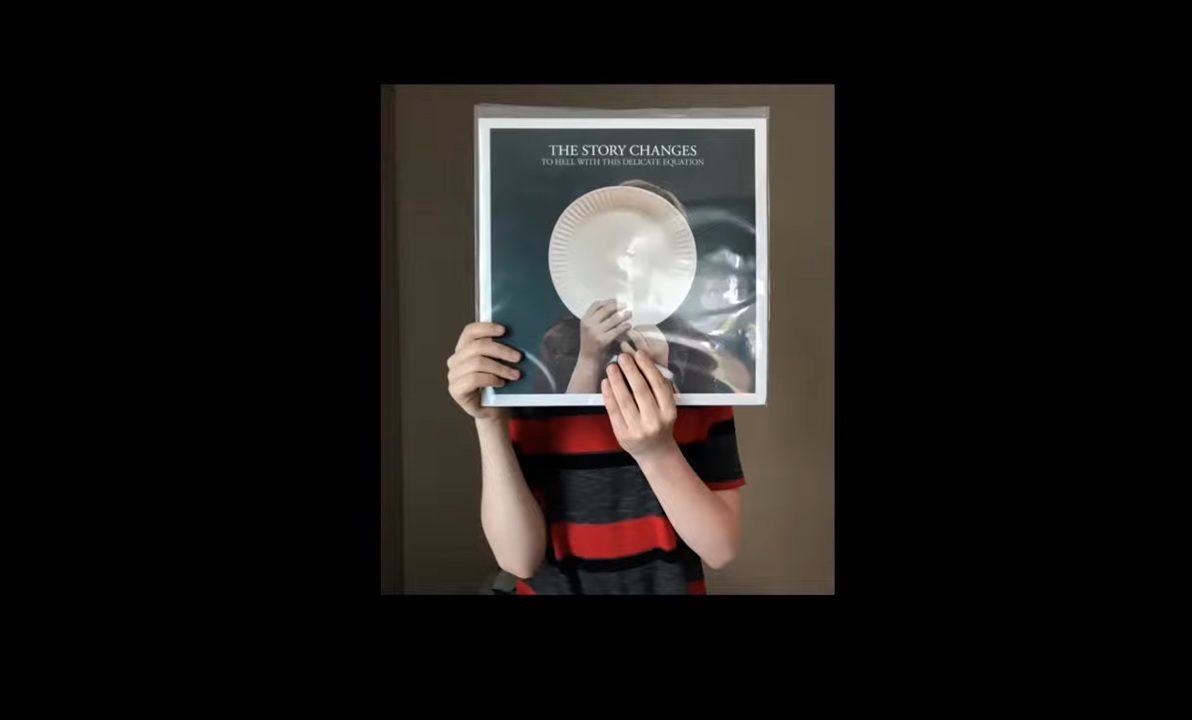 THE STORY CHANGES
TO HELL WITH THIS DELICATE EQUATION